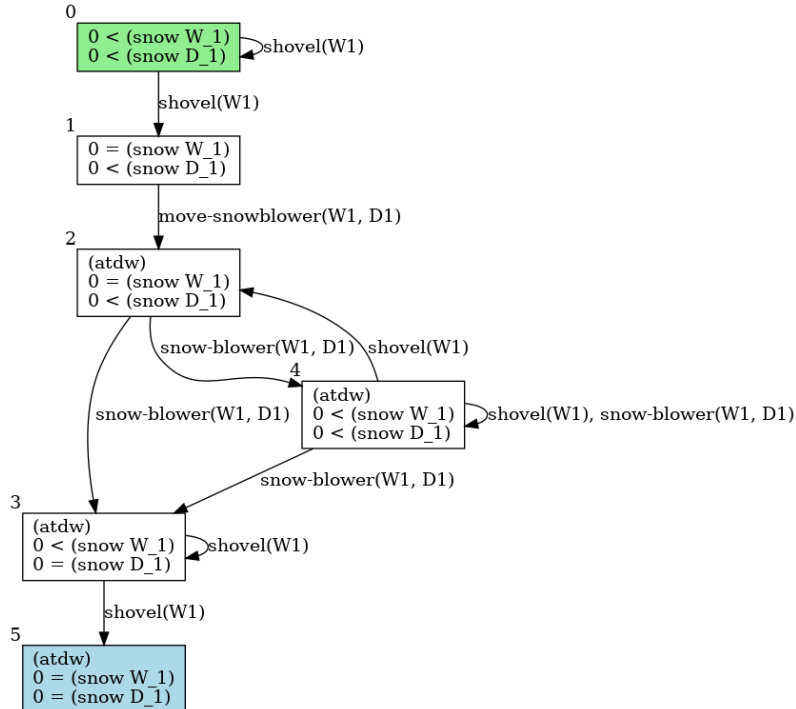 0
0 < (snow W_1)
0 < (snow D_1)
shovel(W1)
shovel(W1)
1
0 = (snow W_1)
0 < (snow D_1)
move-snowblower(W1, D1)
2
(atdw)
0 = (snow W_1)
0 < (snow D_1)
snow-blower(W1, D1)
shovel(W1)
4
(atdw)
0 < (snow W_1)
0 < (snow D_1)
shovel(W1), snow-blower(W1, D1)
snow-blower(W1, D1)
snow-blower(W1, D1)
3
(atdw)
0 < (snow W_1)
0 = (snow D_1)
shovel(W1)
shovel(W1)
5
(atdw)
0 = (snow W_1)
0 = (snow D_1)